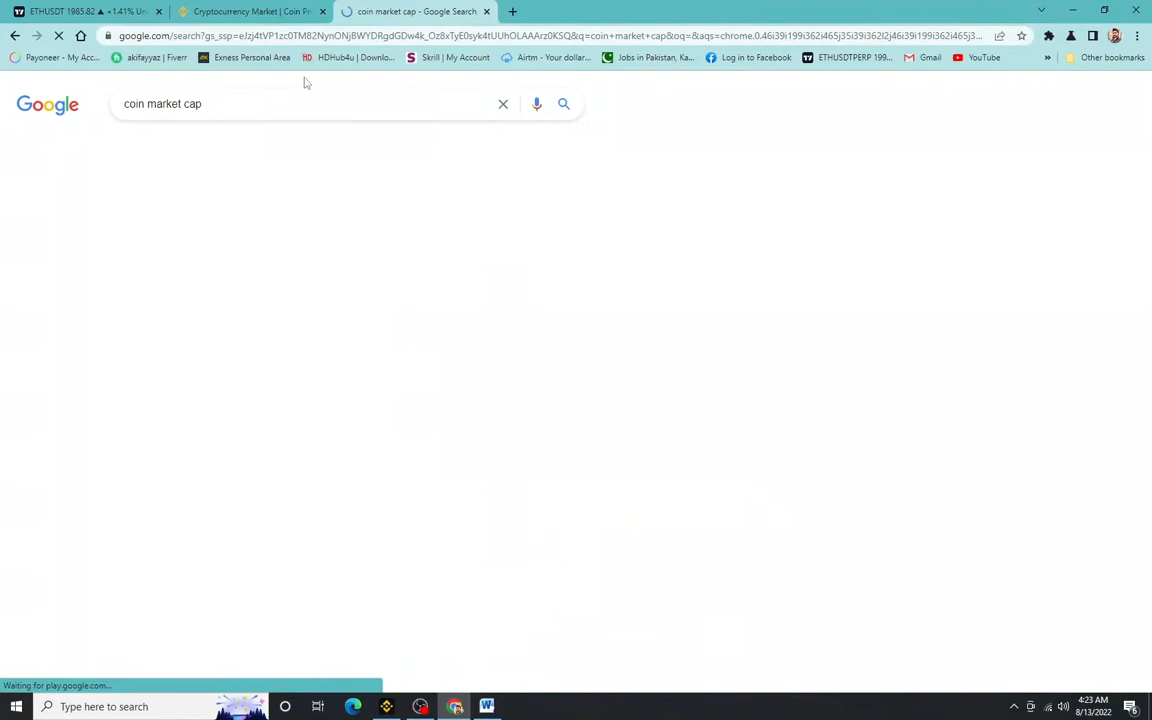 ETHUSDT 1985.82 ▲ +1.41% Un
Cryptocurrency Market | Coin Pr
coin market cap - Google Search
google.com/search?gs_ssp=eJzj4tVP1zc0TM82NynONjBWYDRgdGDw4k_Oz8xTyE0syk4tUUhOLAAArz0KSQ&q=coin+market+cap&oq=&aqs=chrome.0.46i39i199i362i465j35i39i362l2j46i39i199i362i465j3...
Payoneer - My Acc...
akifayyaz | Fiverr
Exness Personal Area
HDHub4u | Downlo...
Skrill | My Account
Airtm - Your dollar...
Jobs in Pakistan, Ka...
Log in to Facebook
ETHUSDTPERP 199...
Gmail
YouTube
»
Other bookmarks
Google
coin market cap
Waiting for play.google.com...
Type here to search
4:23 AM
8/13/2022